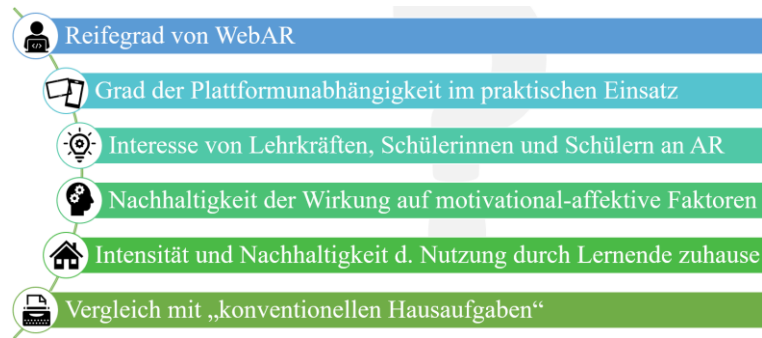 Reifegrad von WebAR
Grad der Plattformunabhängigkeit im praktischen Einsatz
Interesse von Lehrkräften, Schülerinnen und Schülern an AR
Nachhaltigkeit der Wirkung auf motivational-affektive Faktoren
Intensität und Nachhaltigkeit d. Nutzung durch Lernende zuhause
Vergleich mit „konventionellen Hausaufgaben“